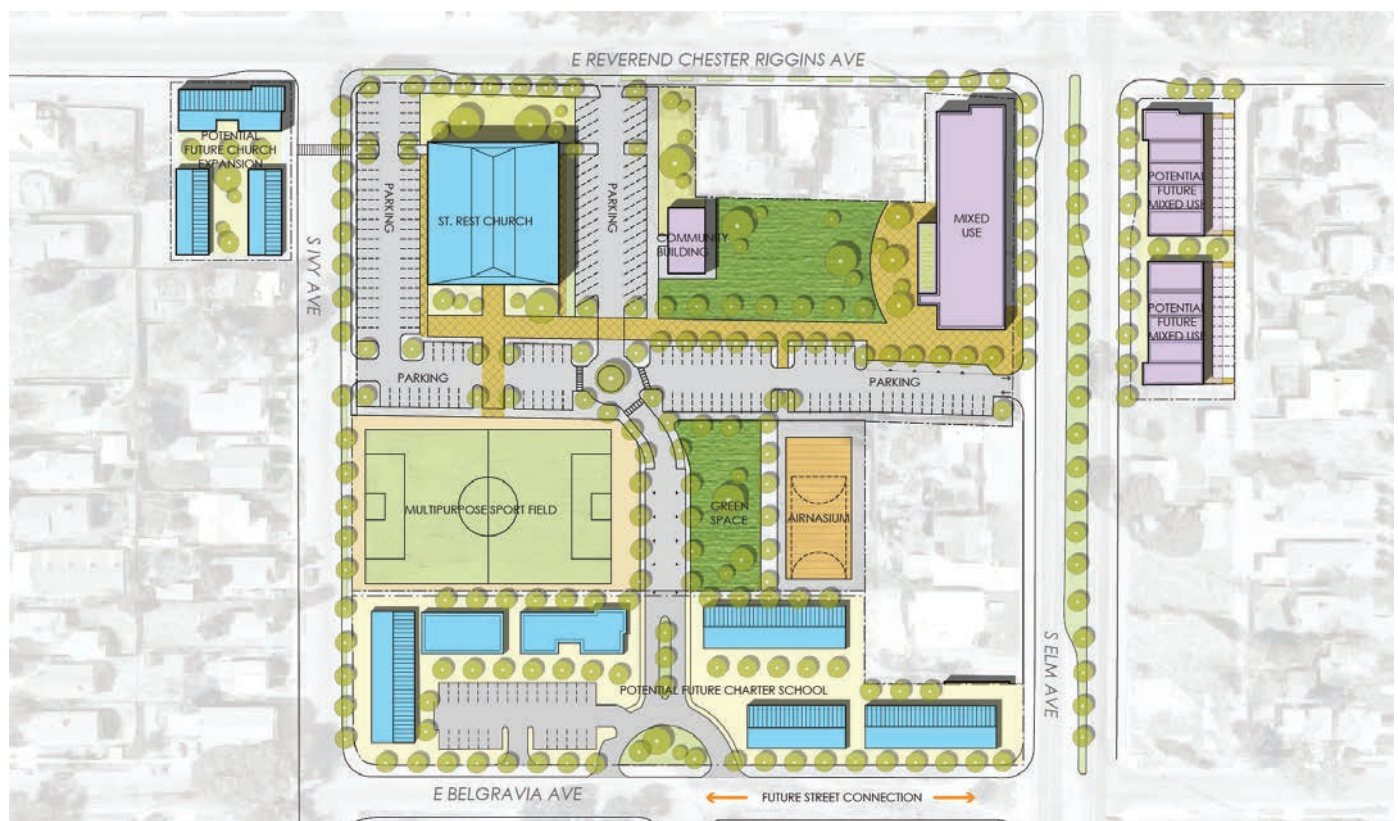 E REVEREND CHESTER RIGGINS AVE
POTENTIAL
FUTURE CHURCH
EXPANSION
S IVY AVE
PARKING
ST. REST CHURCH
PARKING
COMMUNITY
BUILDING
MIXED
USE
POTENTIAL
FUTURE
MIXED USE
POTENTIAL
FUTURE
MIXED USE
PARKING
PARKING
MULTIPURPOSE SPORT FIELD
GREEN
SPACE
AIRNASIUM
S ELM AVE
POTENTIAL FUTURE CHARTER SCHOOL
E BELGRAVIA AVE
FUTURE STREET CONNECTION